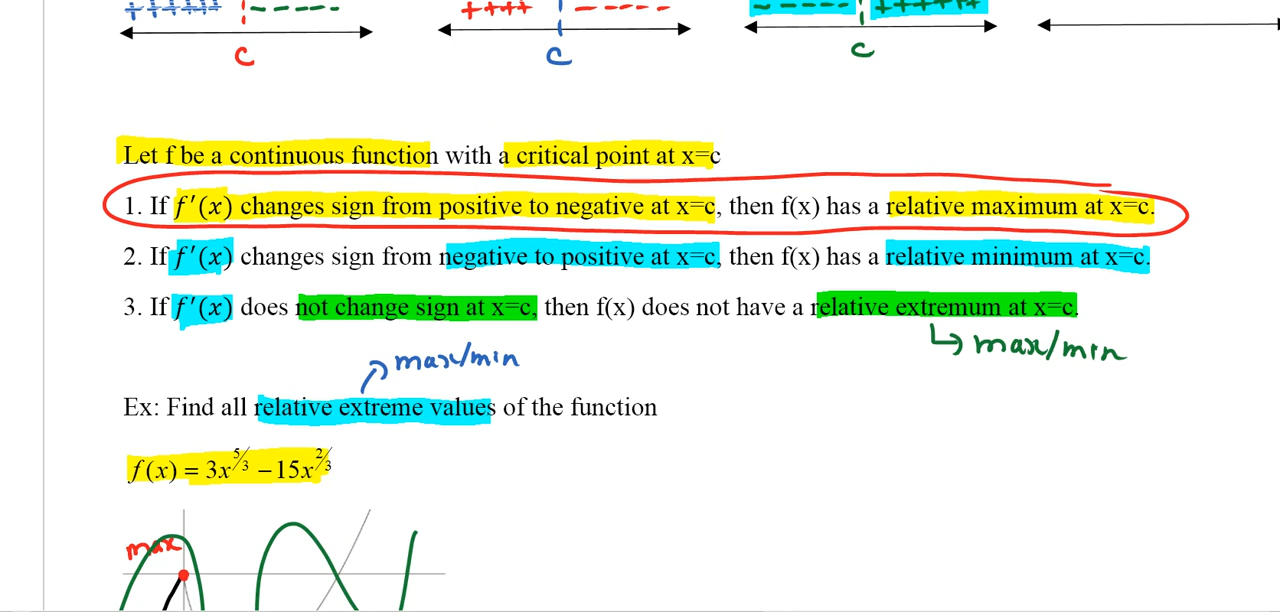 + + + + + + - - - - - + + + + - - - - - - - - - - + + + + + +
c c c
Let f be a continuous function with a critical point at x=c
1. If f′(x) changes sign from positive to negative at x=c, then f(x) has a relative maximum at x=c.
2. If f′(x) changes sign from negative to positive at x=c, then f(x) has a relative minimum at x=c.
3. If f′(x) does not change sign at x=c, then f(x) does not have a relative extremum at x=c.
max/min
max/min
Ex: Find all relative extreme values of the function
f(x) = 3x^{5/3} − 15x^{2/3}
max